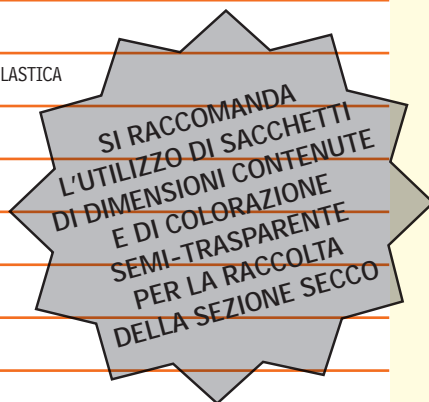 LASTICA
SI RACCOMANDA
L'UTILIZZO DI SACCHETTI
DI DIMENSIONI CONTENUTE
E DI COLORAZIONE
SEMI-TRASPARENTE
PER LA RACCOLTA
DELLA SEZIONE SECCO